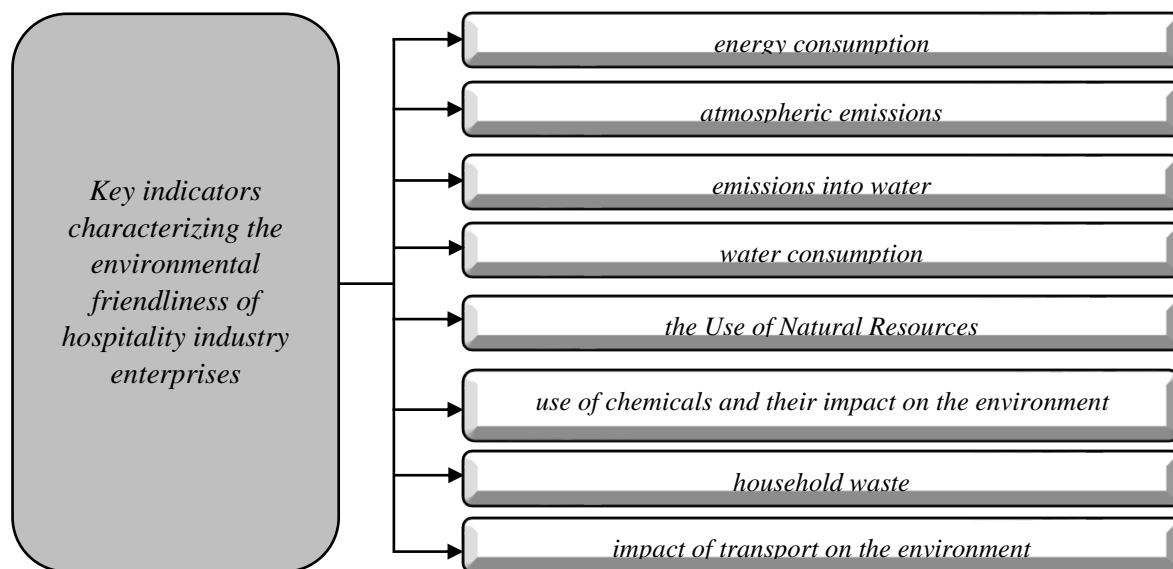 Key indicators
characterizing the
environmental
friendliness of
hospitality industry
enterprises
energy consumption
atmospheric emissions
emissions into water
water consumption
the Use of Natural Resources
use of chemicals and their impact on the environment
household waste
impact of transport on the environment